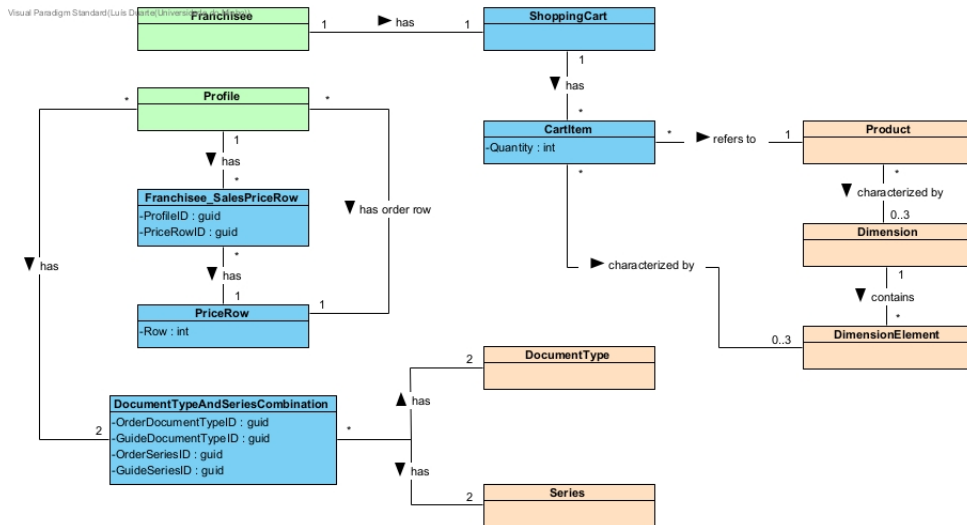 Visual Paradigm Standard(Luís Duarte(Universidade do Minho))
Franchisee
1
has
1
ShoppingCart
1
has
*
*
Profile
*
CartItem
-Quantity : int
*
refers to
1
Product
1
*
*
has
characterized by
*
Franchisee_SalesPriceRow
-ProfileID : guid
-PriceRowID : guid
has order row
0..3
Dimension
*
has
has
characterized by
1
contains
1
1
*
PriceRow
-Row : int
0..3
DimensionElement
2
DocumentType
DocumentTypeAndSeriesCombination
-OrderDocumentTypeID : guid
-GuideDocumentTypeID : guid
-OrderSeriesID : guid
-GuideSeriesID : guid
has
2
*
has
2
Series